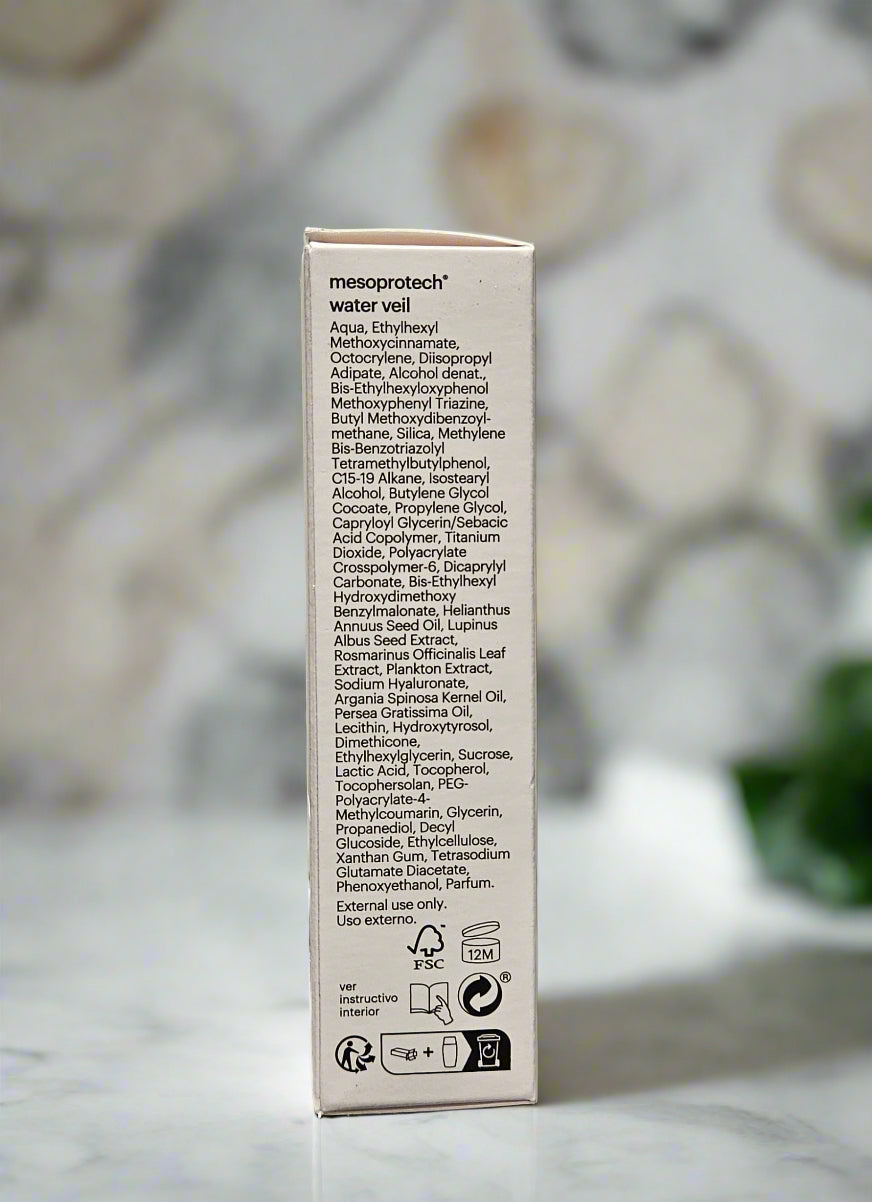 mesoprotech®
water veil
Aqua, Ethylhexyl
Methoxycinnamate,
Octocrylene, Diisopropyl
Adipate, Alcohol denat.,
Bis-Ethylhexyloxyphenol
Methoxyphenyl Triazine,
Butyl Methoxydibenzoyl-
methane, Silica, Methylene
Bis-Benzotriazolyl
Tetramethylbutylphenol,
C15-19 Alkane, Isostearyl
Alcohol, Butylene Glycol
Cocoate, Propylene Glycol,
Capryloyl Glycerin/Sebacic
Acid Copolymer, Titanium
Dioxide, Polyacrylate
Crosspolymer-6, Dicaprylyl
Carbonate, Bis-Ethylhexyl
Hydroxydimethoxy
Benzylmalonate, Helianthus
Annuus Seed Oil, Lupinus
Albus Seed Extract,
Rosmarinus Officinalis Leaf
Extract, Plankton Extract,
Sodium Hyaluronate,
Argania Spinosa Kernel Oil,
Persea Gratissima Oil,
Lecithin, Hydroxytyrosol,
Dimethicone,
Ethylhexylglycerin, Sucrose,
Lactic Acid, Tocopherol,
Tocophersolan, PEG-
Polyacrylate-4-
Methylcoumarin, Glycerin,
Propanediol, Decyl
Glucoside, Ethylcellulose,
Xanthan Gum, Tetrasodium
Glutamate Diacetate,
Phenoxyethanol, Parfum.
External use only.
Uso externo.
FSC
12M
ver
instructivo
interior
®
+